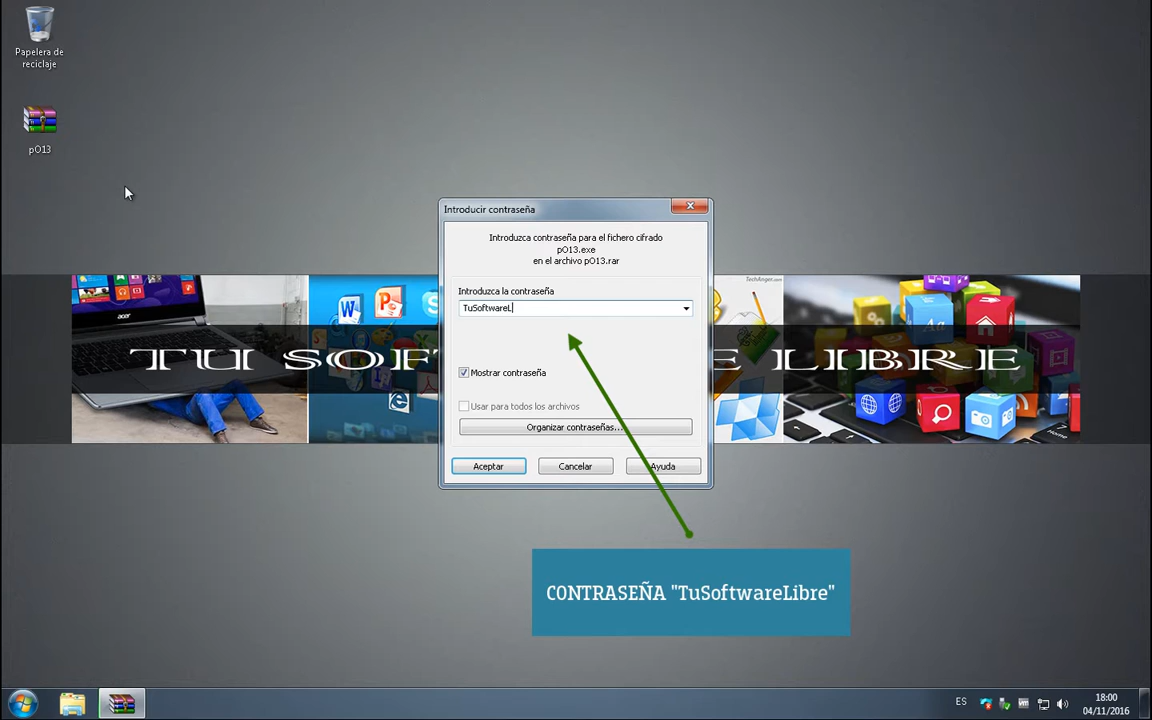 Papelera de
reciclaje
pO13
Introducir contraseña
Introduzca contraseña para el fichero cifrado
pO13.exe
en el archivo pO13.rar
Introduzca la contraseña
TuSoftwareL
Mostrar contraseña
Usar para todos los archivos
Organizar contraseñas...
Aceptar
Cancelar
Ayuda
TU SOFT
E LIBRE
acer
CONTRASEÑA "TuSoftwareLibre"
ES
18:00
04/11/2016